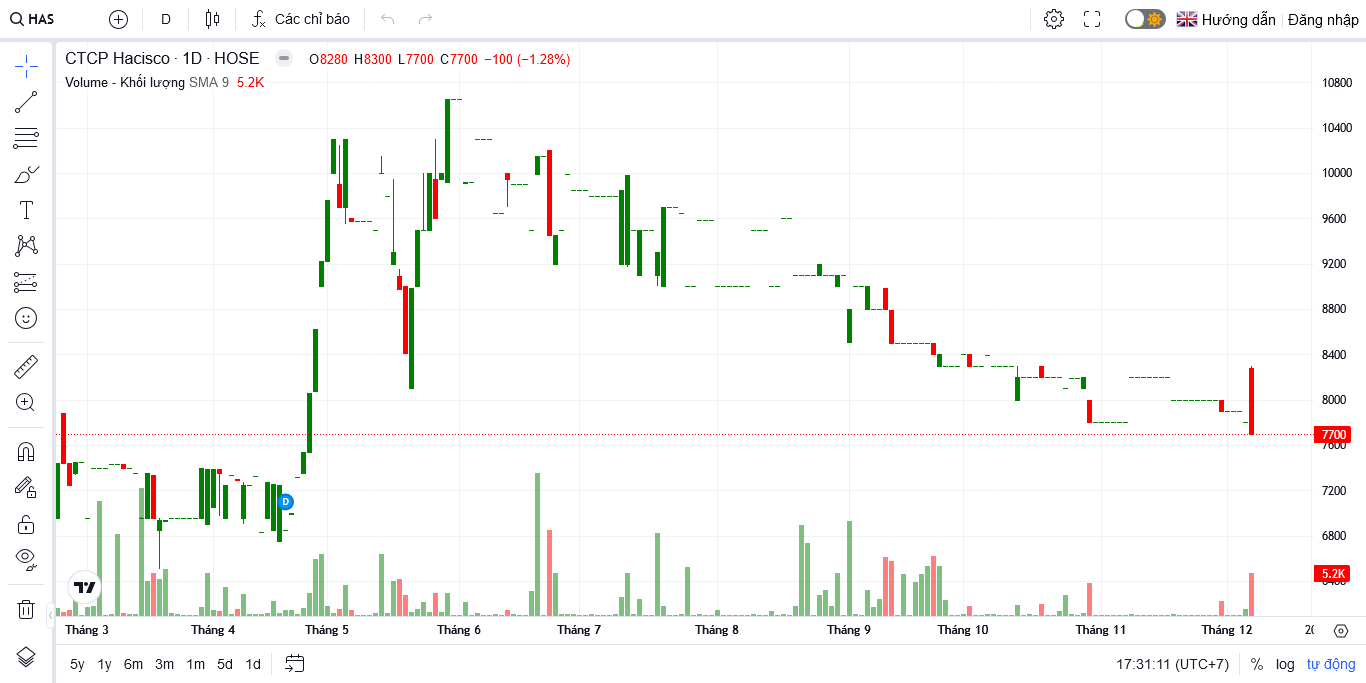 HAS D Các chỉ báo Hướng dẫn Đăng nhập
CTCP Hacisco · 1D · HOSE O8280 H8300 L7700 C7700 −100 (−1.28%)
Volume - Khối lượng SMA 9 5.2K
10800
10400
10000
9600
9200
8800
8400
8000
7700
7600
7200
D
6800
5.2K
6400
Tháng 3 Tháng 4 Tháng 5 Tháng 6 Tháng 7 Tháng 8 Tháng 9 Tháng 10 Tháng 11 Tháng 12
5y 1y 6m 3m 1m 5d 1d 17:31:11 (UTC+7) % log tự động